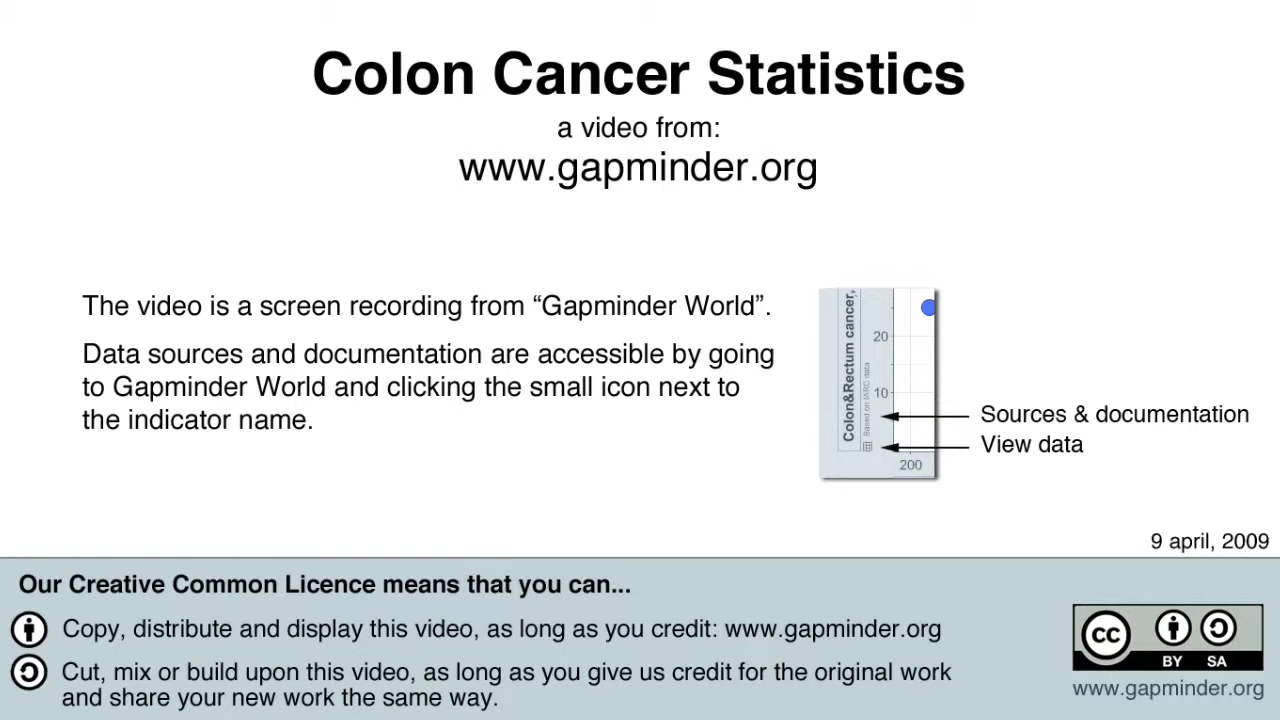 Colon Cancer Statistics
a video from:
www.gapminder.org
The video is a screen recording from “Gapminder World”.
Data sources and documentation are accessible by going
to Gapminder World and clicking the small icon next to
the indicator name.
Colon&Rectum cancer,
Based on IARC data
20
10
200
Sources & documentation
View data
9 april, 2009
Our Creative Common Licence means that you can...
Copy, distribute and display this video, as long as you credit: www.gapminder.org
Cut, mix or build upon this video, as long as you give us credit for the original work
and share your new work the same way.
cc
BY SA
www.gapminder.org